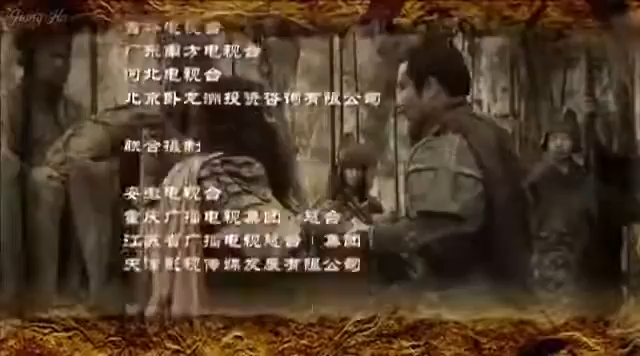 电视台
广东南方电视台
河北电视台
北京卧龙洲投资咨询有限公司
联合摄制
安徽电视台
重庆广播电视集团 总台
江苏省广播电视总台 集团
影视传媒发展有限公司